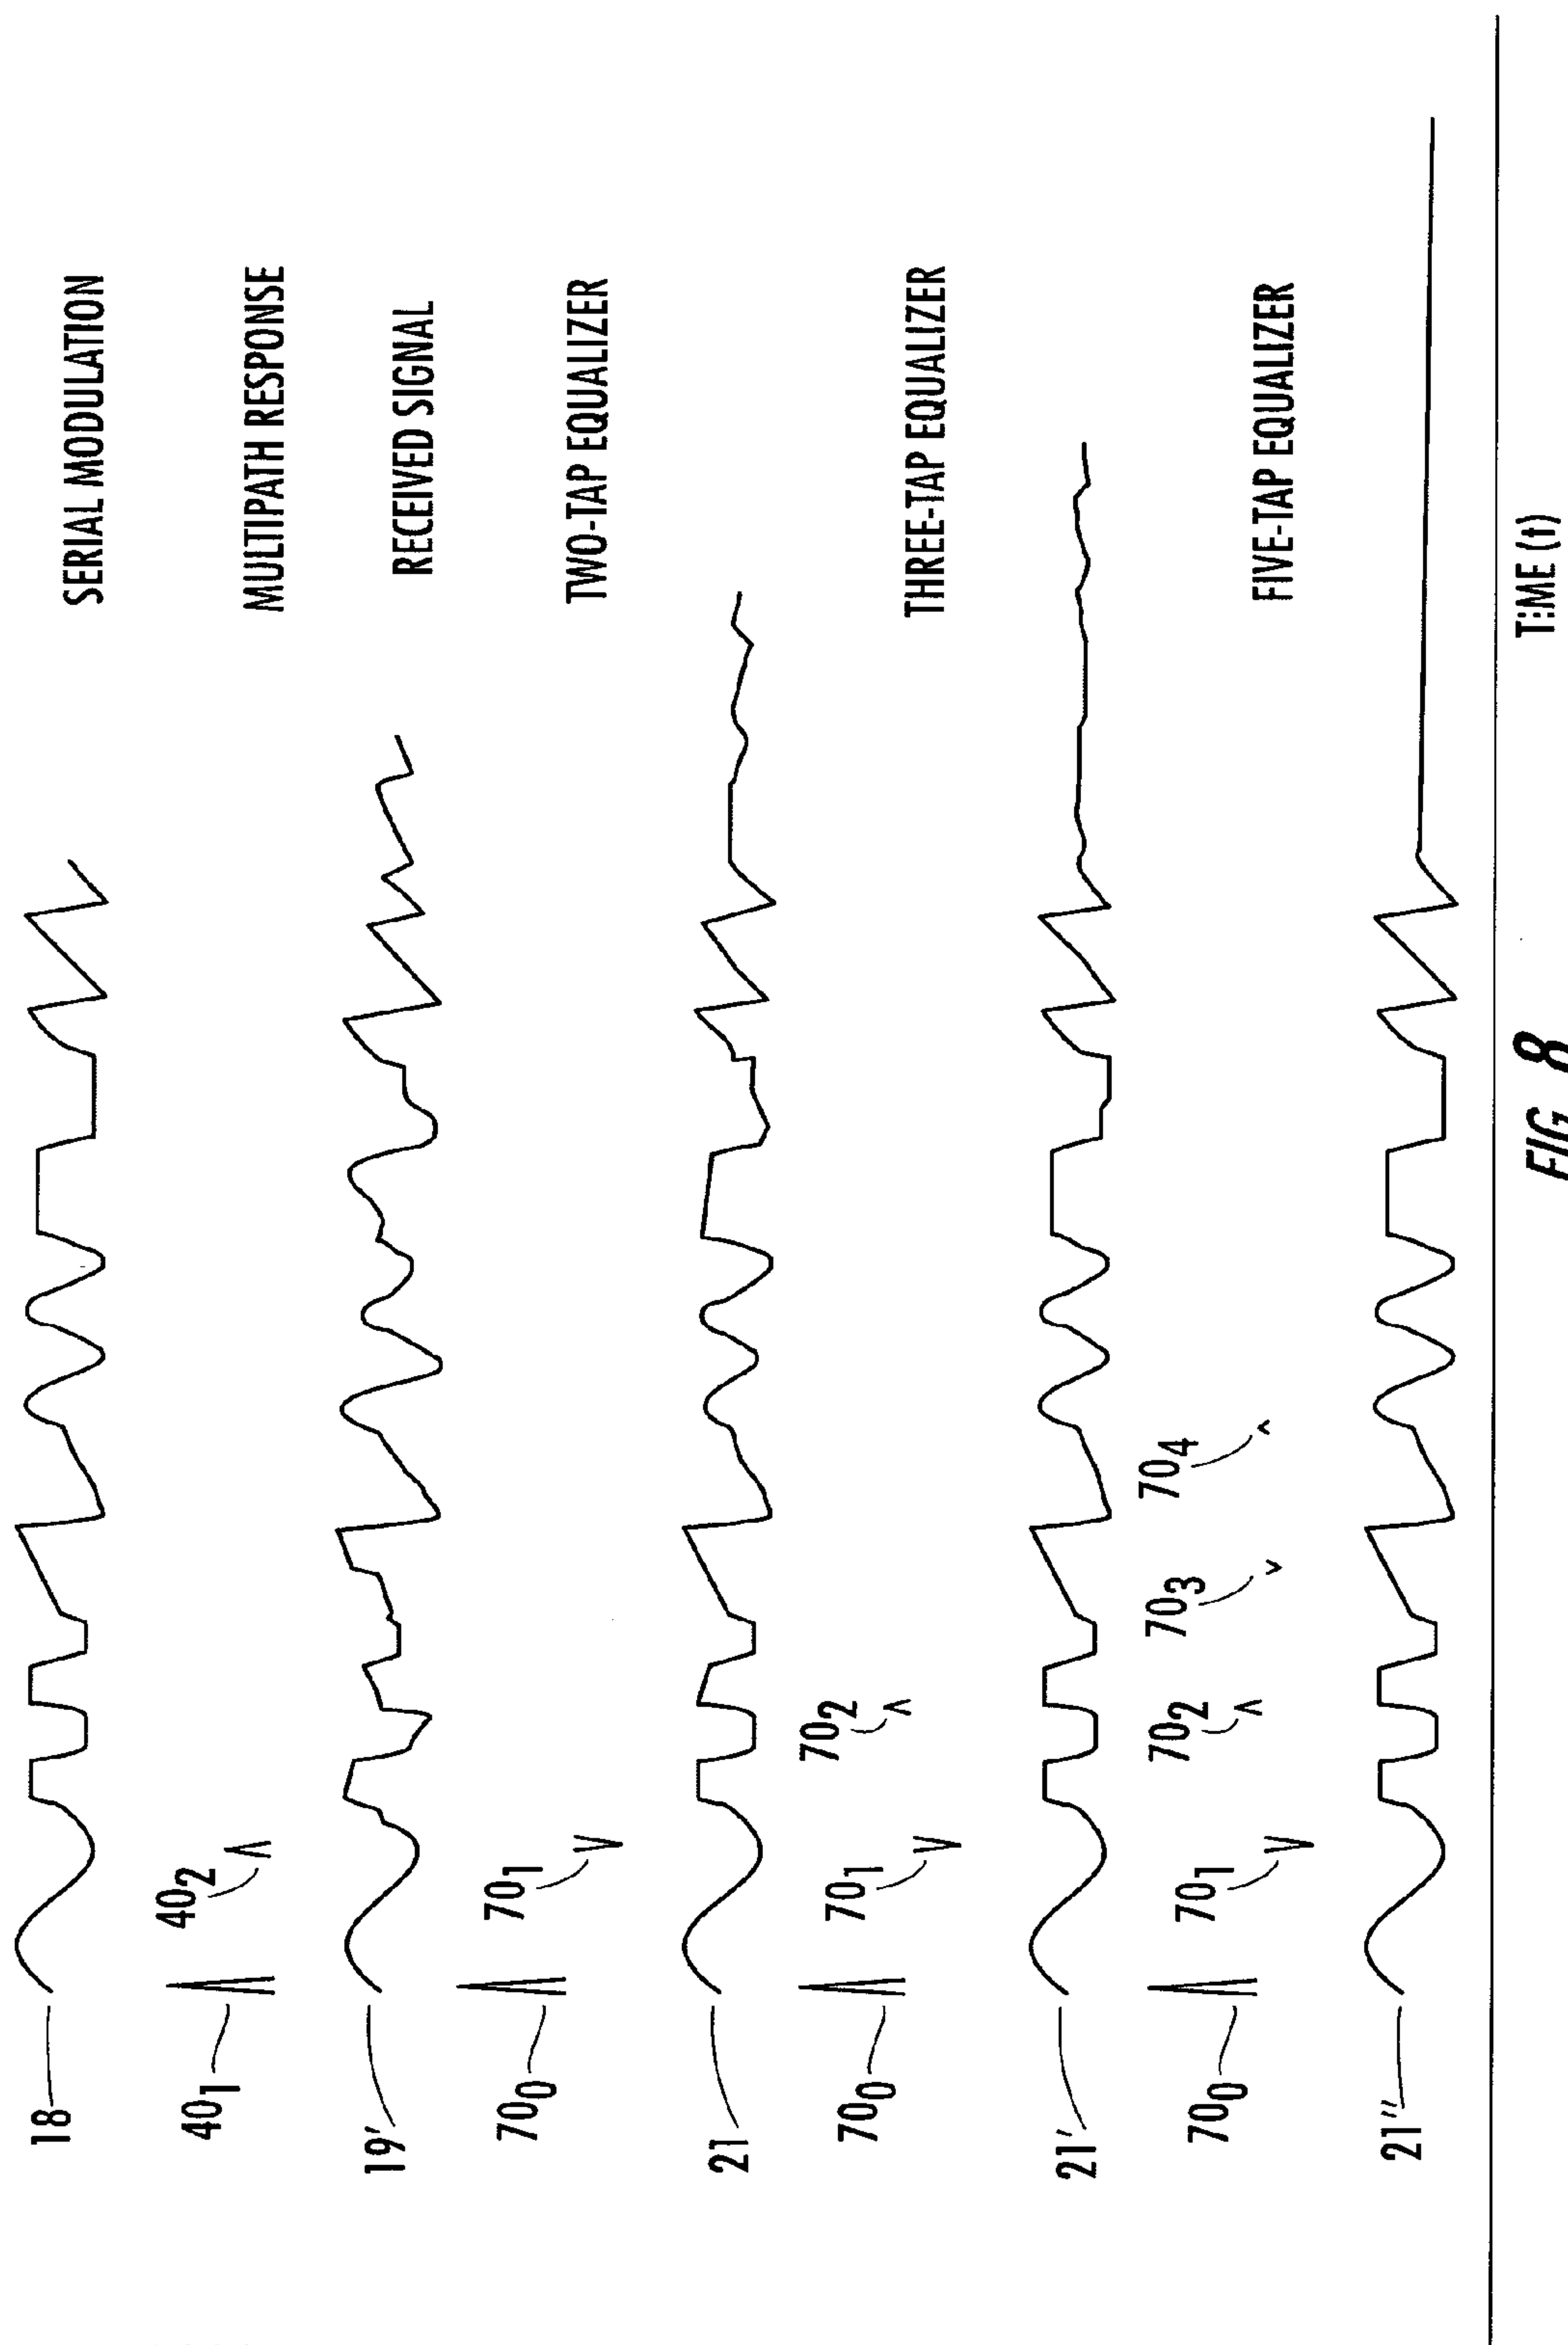 18
SERIAL MODULATION
40₁
40₂
MULTIPATH RESPONSE
19'
RECEIVED SIGNAL
70₀
70₁
TWO-TAP EQUALIZER
21
70₀
70₁
70₂
THREE-TAP EQUALIZER
21'
70₀
70₁
70₂
70₃
70₄
FIVE-TAP EQUALIZER
21"
TIME (t)
FIG. 8